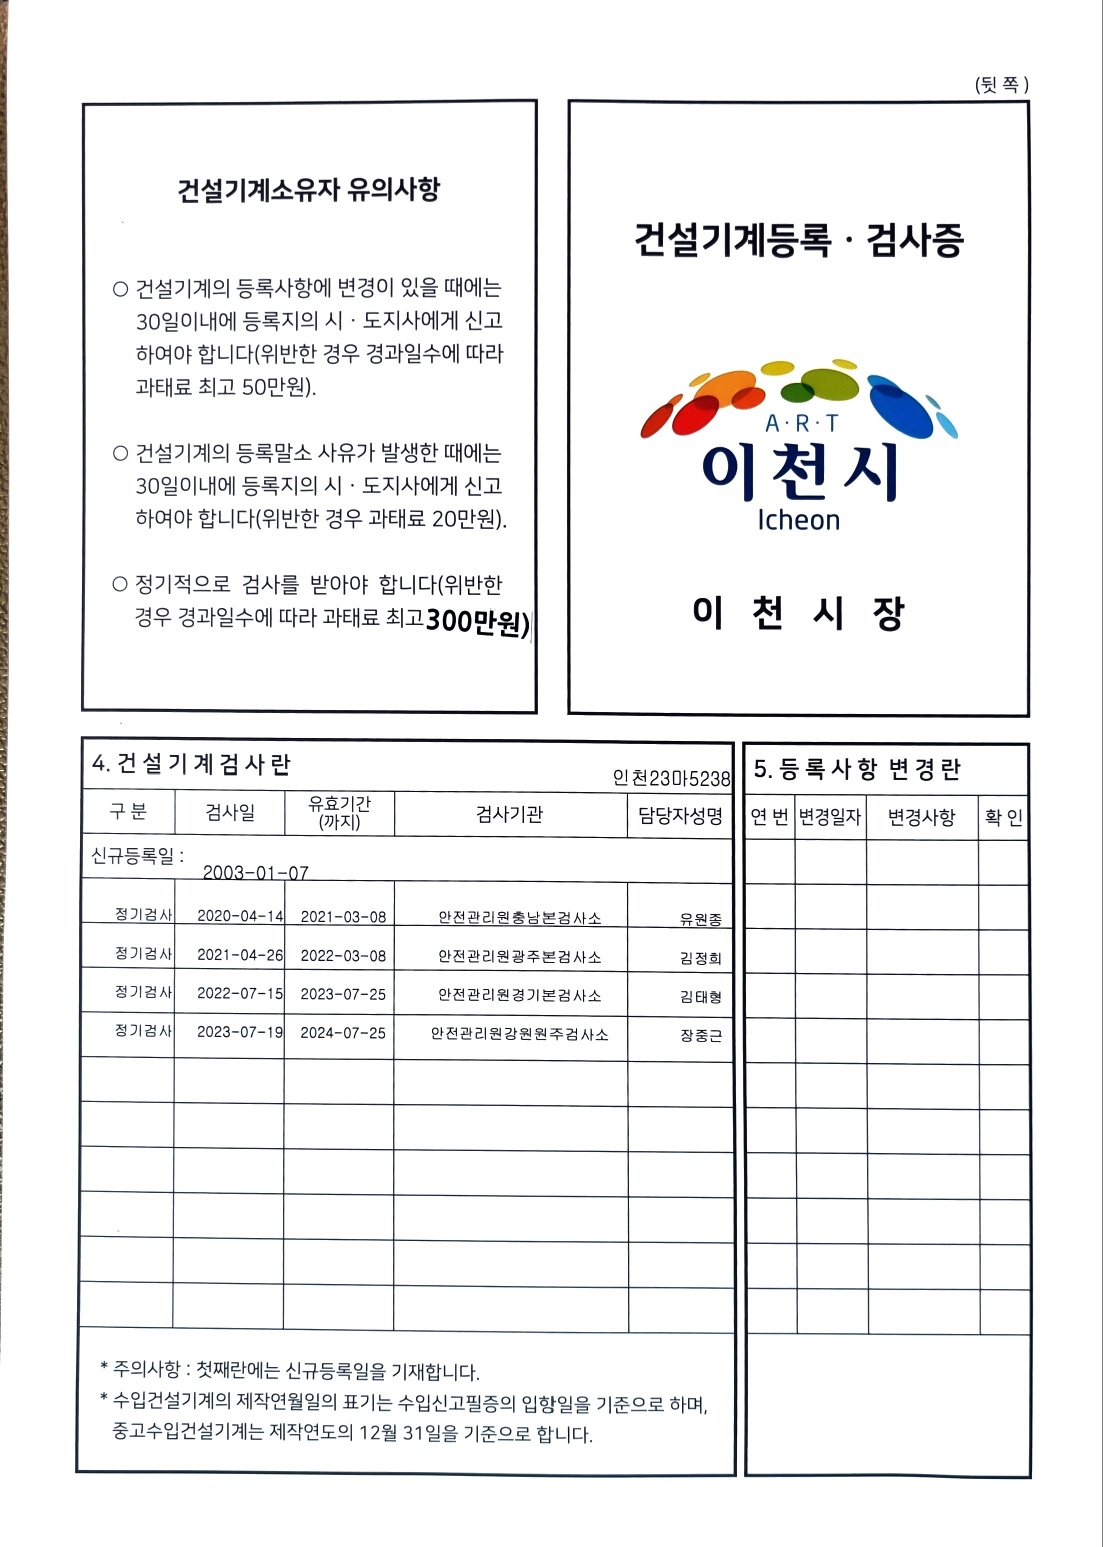 (뒷 쪽)
건설기계소유자 유의사항
○ 건설기계의 등록사항에 변경이 있을 때에는
30일이내에 등록지의 시ㆍ도지사에게 신고
하여야 합니다(위반한 경우 경과일수에 따라
과태료 최고 50만원).
○ 건설기계의 등록말소 사유가 발생한 때에는
30일이내에 등록지의 시ㆍ도지사에게 신고
하여야 합니다(위반한 경우 과태료 20만원).
○ 정기적으로 검사를 받아야 합니다(위반한
경우 경과일수에 따라 과태료 최고300만원)
건설기계등록ㆍ검사증
A·R·T
이천시
Icheon
이 천 시 장
4. 건 설 기 계 검 사 란
인천23마5238
구 분 검사일 유효기간(까지) 검사기관 담당자성명
신규등록일 :
2003-01-07
정기검사 2020-04-14 2021-03-08 안전관리원충남본검사소 유원종
정기검사 2021-04-26 2022-03-08 안전관리원광주본검사소 김정희
정기검사 2022-07-15 2023-07-25 안전관리원경기본검사소 김태형
정기검사 2023-07-19 2024-07-25 안전관리원강원원주검사소 장중근
* 주의사항 : 첫째란에는 신규등록일을 기재합니다.
* 수입건설기계의 제작연월일의 표기는 수입신고필증의 입항일을 기준으로 하며,
중고수입건설기계는 제작연도의 12월 31일을 기준으로 합니다.
5. 등 록 사 항 변 경 란
연 번 변경일자 변경사항 확 인